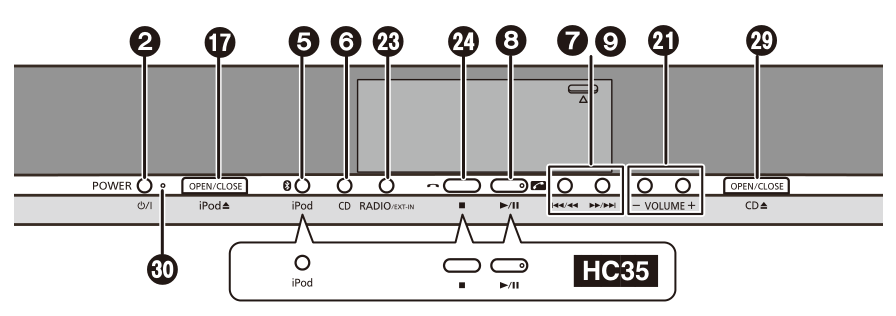 2 17 5 6 23 24 8 7 9 21 29
POWER OPEN/CLOSE OPEN/CLOSE
⏻/I iPod⏏ iPod CD RADIO/EXT-IN ■ ▶/II I◀◀/◀◀ ▶▶/▶▶I − VOLUME + CD⏏
30
iPod ■ ▶/II HC35